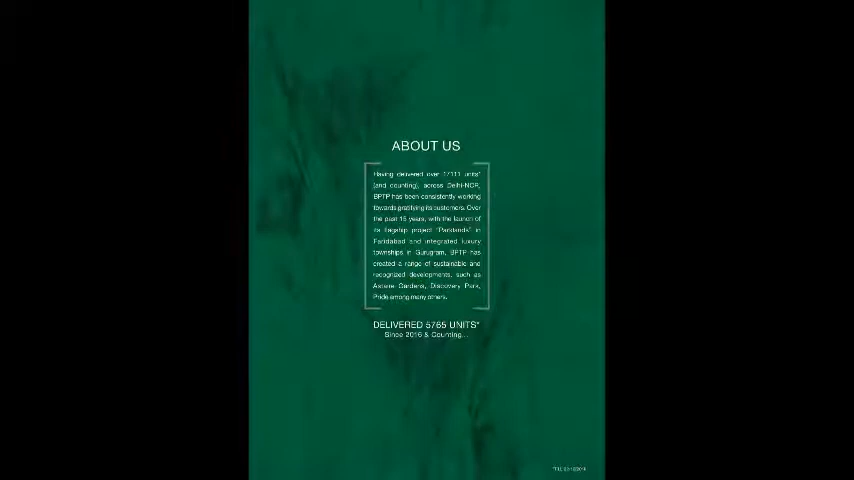 ABOUT US
Having delivered over 17111 units*
(and counting), across Delhi-NCR,
BPTP has been consistently working
towards gratifying its customers. Over
the past 15 years, with the launch of
its flagship project "Parklands" in
Faridabad and integrated luxury
townships in Gurugram, BPTP has
created a range of sustainable and
recognized developments, such as
Astaire Gardens, Discovery Park,
Pride among many others.
DELIVERED 5765 UNITS*
Since 2016 & Counting...
*TILL